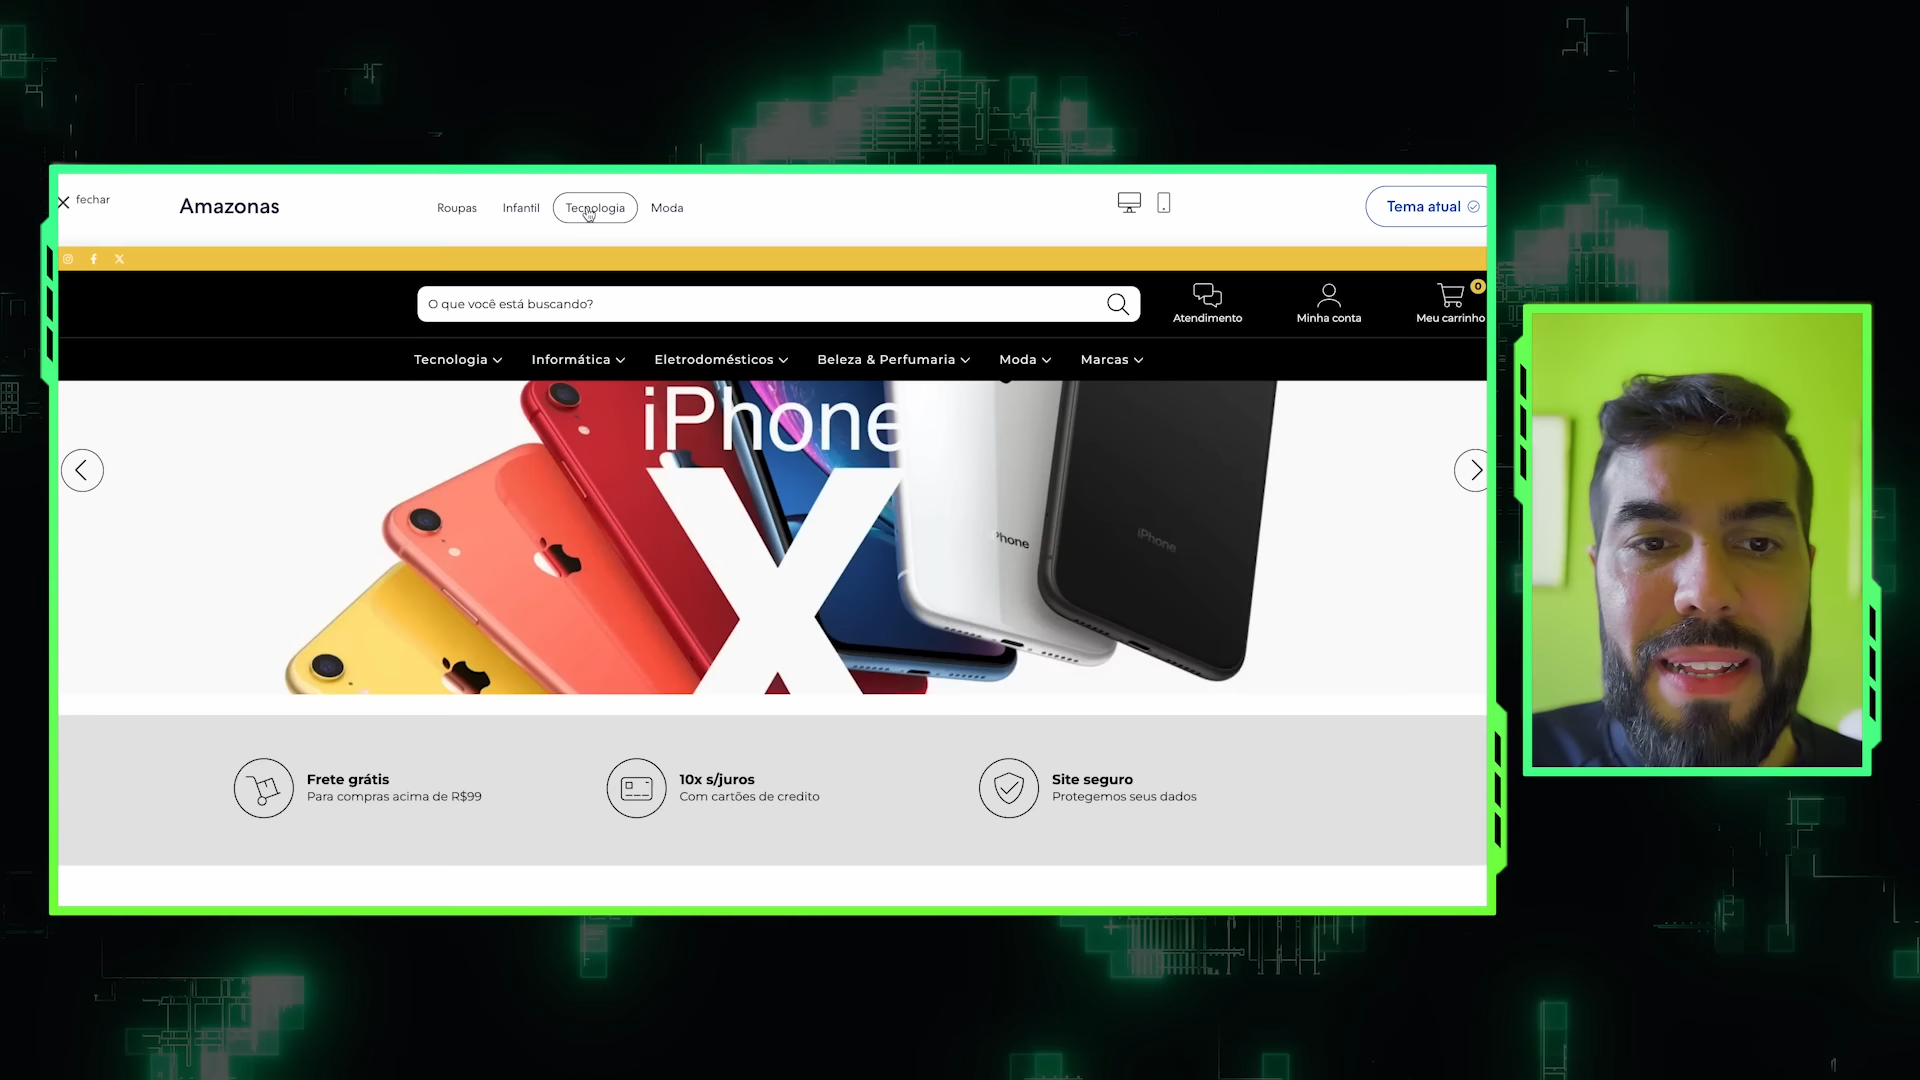 fechar
Amazonas
Roupas
Infantil
Tecnologia
Moda
Tema atual
O que você está buscando?
Atendimento
Minha conta
0
Meu carrinho
Tecnologia
Informática
Eletrodomésticos
Beleza & Perfumaria
Moda
Marcas
iPhone
X
iPhone
iPhone
Frete grátis
Para compras acima de R$99
10x s/juros
Com cartões de credito
Site seguro
Protegemos seus dados